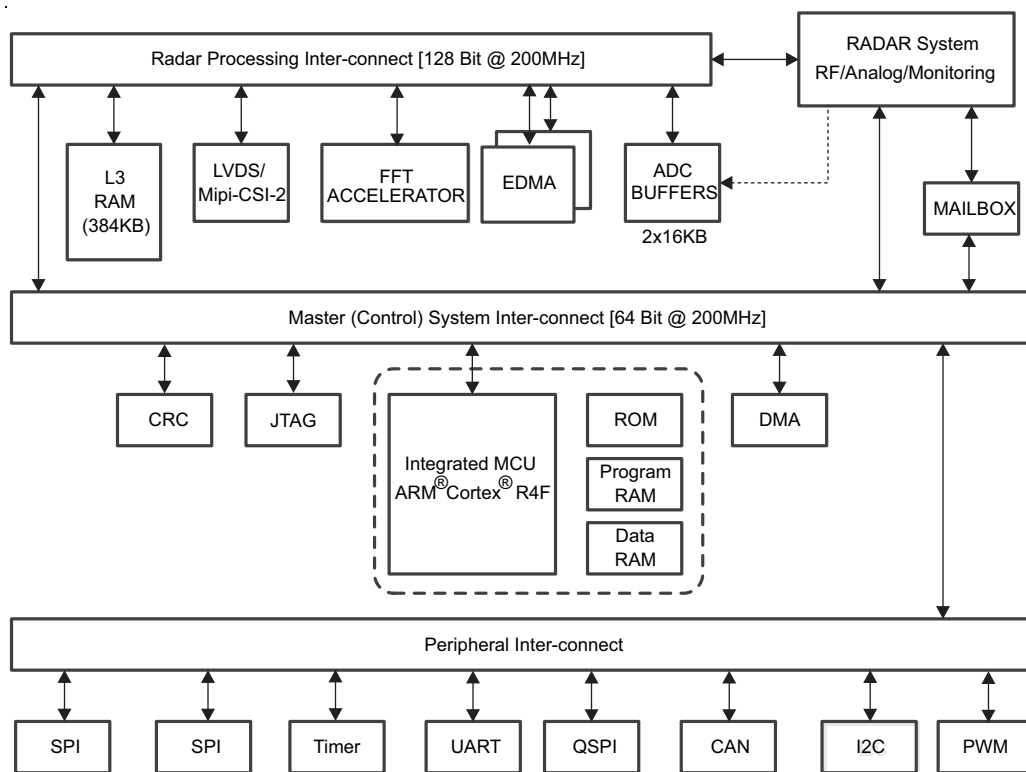 Radar Processing Inter-connect [128 Bit @ 200MHz]
RADAR System
RF/Analog/Monitoring
L3
RAM
(384KB)
LVDS/
Mipi-CSI-2
FFT
ACCELERATOR
EDMA
ADC
BUFFERS
2x16KB
MAILBOX
Master (Control) System Inter-connect [64 Bit @ 200MHz]
CRC
JTAG
Integrated MCU
ARM® Cortex® R4F
ROM
Program
RAM
Data
RAM
DMA
Peripheral Inter-connect
SPI
SPI
Timer
UART
QSPI
CAN
I2C
PWM